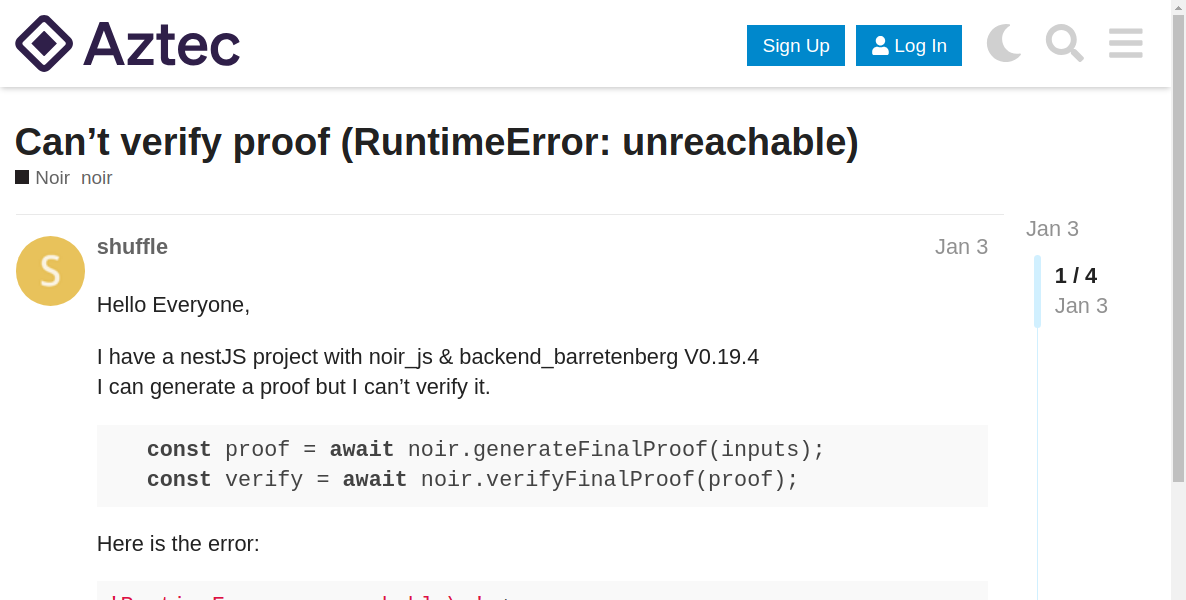 Aztec
Sign Up
Log In
Can’t verify proof (RuntimeError: unreachable)
Noir noir
shuffle
Jan 3
Hello Everyone,
I have a nestJS project with noir_js & backend_barretenberg V0.19.4
I can generate a proof but I can’t verify it.
const proof = await noir.generateFinalProof(inputs);
const verify = await noir.verifyFinalProof(proof);
Here is the error:
Jan 3
1 / 4
Jan 3
S